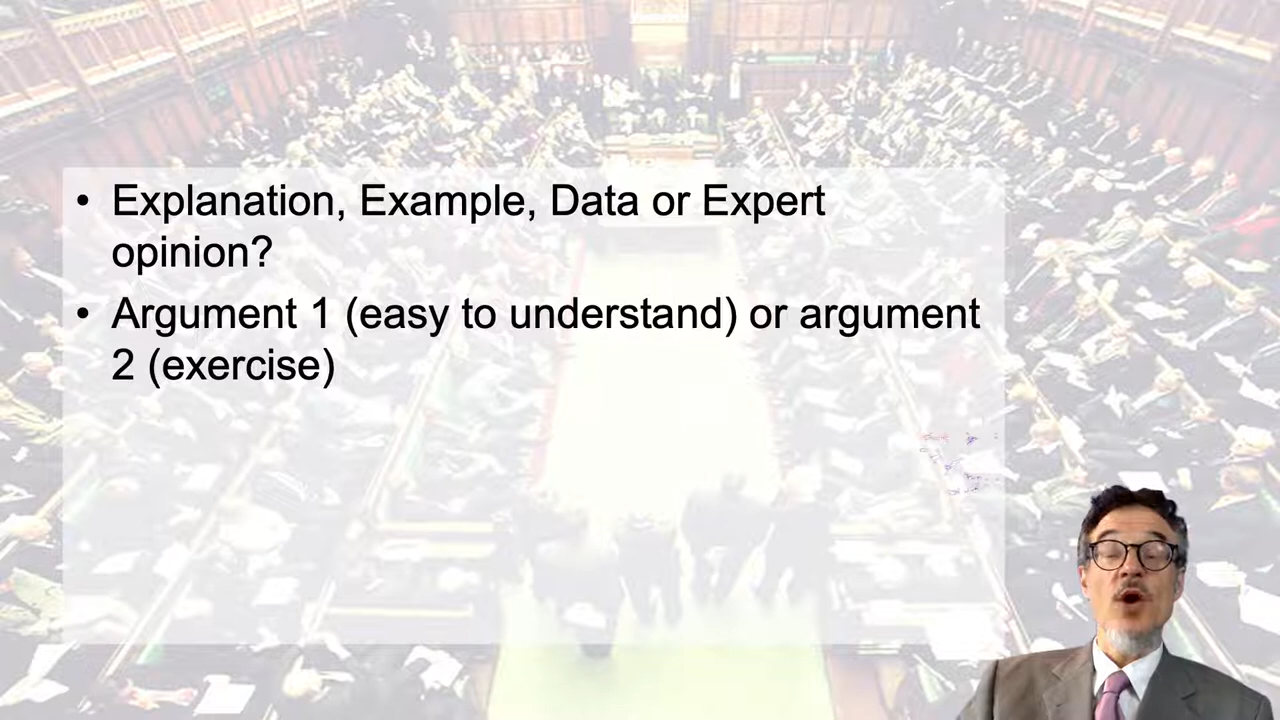 • Explanation, Example, Data or Expert
opinion?
• Argument 1 (easy to understand) or argument
2 (exercise)